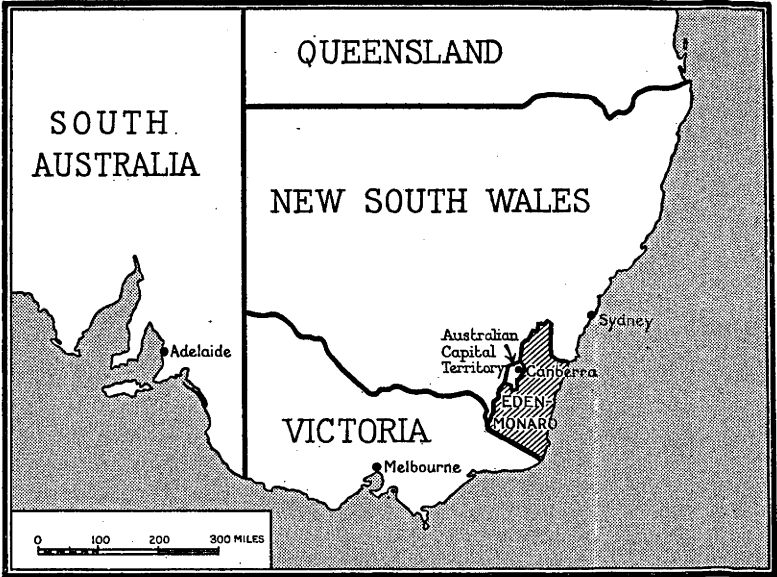 QUEENSLAND
SOUTH
AUSTRALIA
NEW SOUTH WALES
Sydney
Australian
Capital
Territory
Canberra
Adelaide
EDEN-
MONARO
VICTORIA
Melbourne
0 100 200 300 MILES